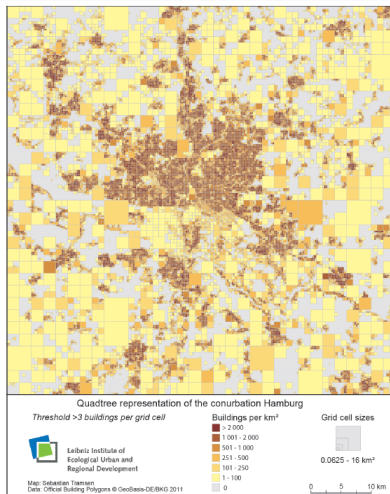 Quadtree representation of the conurbation Hamburg
Threshold >3 buildings per grid cell
Leibniz Institute of
Ecological Urban and
Regional Development
Map: Sebastian Tramsen
Data: Official Building Polygons © GeoBasis-DE/BKG 2011
Buildings per km²
> 2 000
1 001 - 2 000
501 - 1 000
251 - 500
101 - 250
1 - 100
0
Grid cell sizes
0.0625 - 16 km²
0 5 10 km